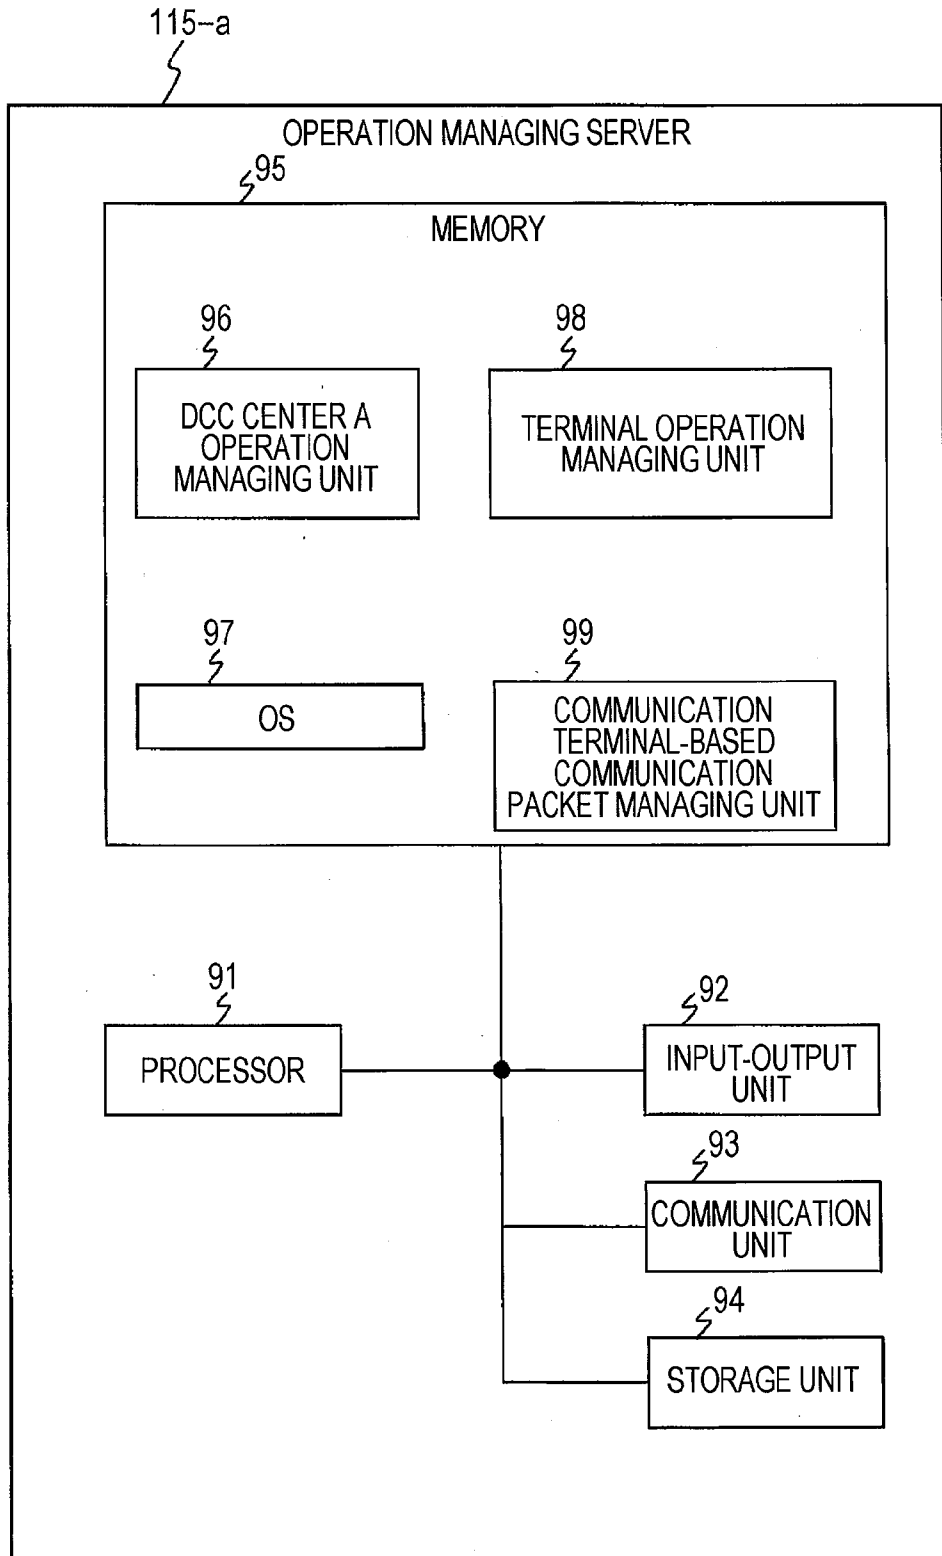 115-a
OPERATION MANAGING SERVER
95
MEMORY
96
DCC CENTER A
OPERATION
MANAGING UNIT
98
TERMINAL OPERATION
MANAGING UNIT
97
OS
99
COMMUNICATION
TERMINAL-BASED
COMMUNICATION
PACKET MANAGING UNIT
91
PROCESSOR
92
INPUT-OUTPUT
UNIT
93
COMMUNICATION
UNIT
94
STORAGE UNIT